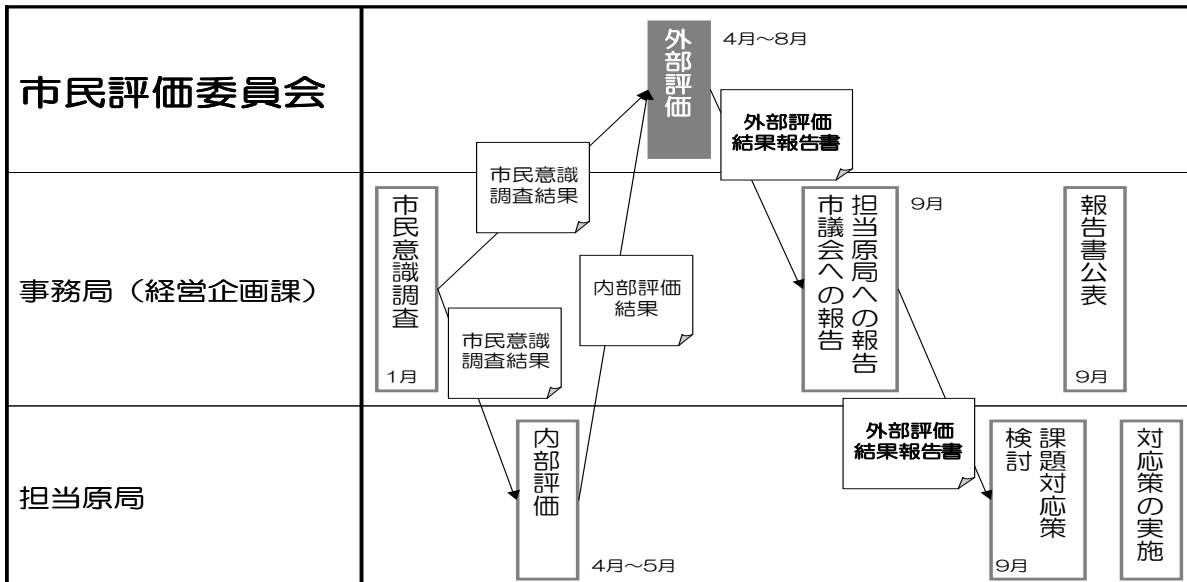 市民評価委員会
外部評価
4月～8月
外部評価
結果報告書
市民意識
調査結果
事務局（経営企画課）
市民意識調査
1月
市民意識
調査結果
内部評価
結果
担当原局への報告
市議会への報告
9月
報告書公表
9月
外部評価
結果報告書
担当原局
内部評価
4月～5月
課題対応策
検討
9月
対応策の実施